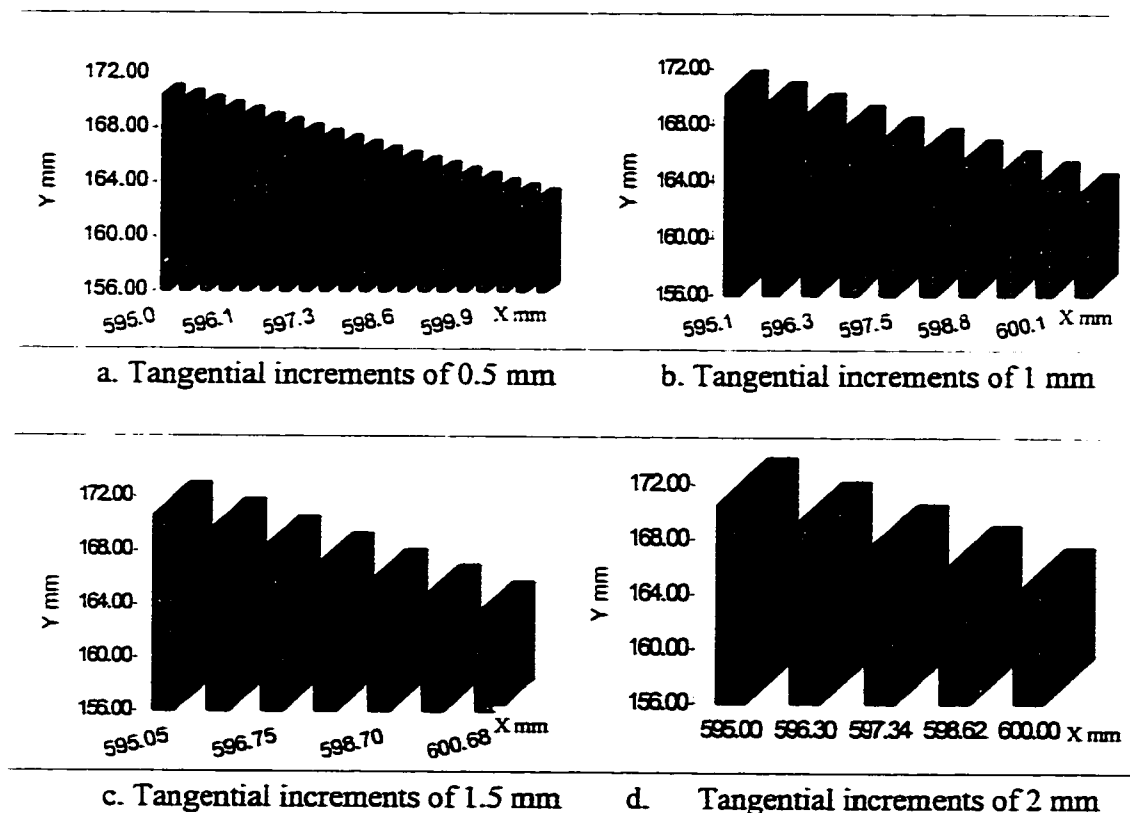 172.00
168.00
164.00
160.00
156.00
Y mm
595.0 596.1 597.3 598.6 599.9 X mm
a. Tangential increments of 0.5 mm
172.00
168.00
164.00
160.00
156.00
Y mm
595.1 596.3 597.5 598.8 600.1 X mm
b. Tangential increments of 1 mm
172.00
168.00
164.00
160.00
156.00
Y mm
595.05 596.75 598.70 600.68 X mm
c. Tangential increments of 1.5 mm
172.00
168.00
164.00
160.00
156.00
Y mm
595.00 596.30 597.34 598.62 600.00 X mm
d. Tangential increments of 2 mm